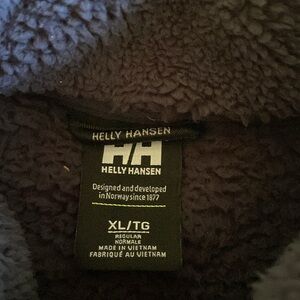 HELLY HANSEN
HH
HELLY HANSEN
Designed and developed
in Norway since 1877
XL/TG
REGULAR
NORMALE
MADE IN VIETNAM
FABRIQUÉ AU VIETNAM